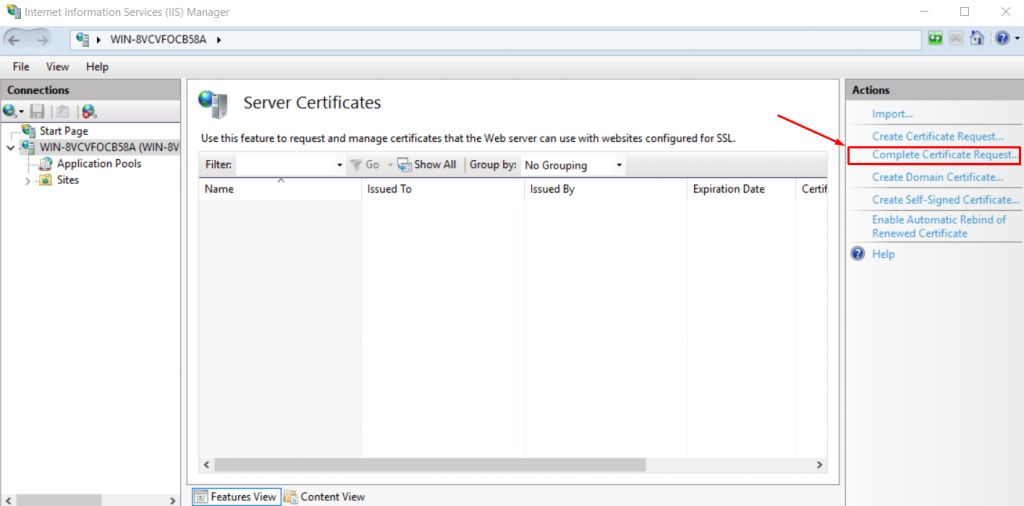 Internet Information Services (IIS) Manager
WIN-8VCVFOCB58A
File View Help
Connections
Start Page
WIN-8VCVFOCB58A (WIN-8V
Application Pools
Sites
Server Certificates
Use this feature to request and manage certificates that the Web server can use with websites configured for SSL.
Filter: Go Show All Group by: No Grouping
Name Issued To Issued By Expiration Date Certif
Features View Content View
Actions
Import...
Create Certificate Request...
Complete Certificate Request...
Create Domain Certificate...
Create Self-Signed Certificate...
Enable Automatic Rebind of
Renewed Certificate
Help